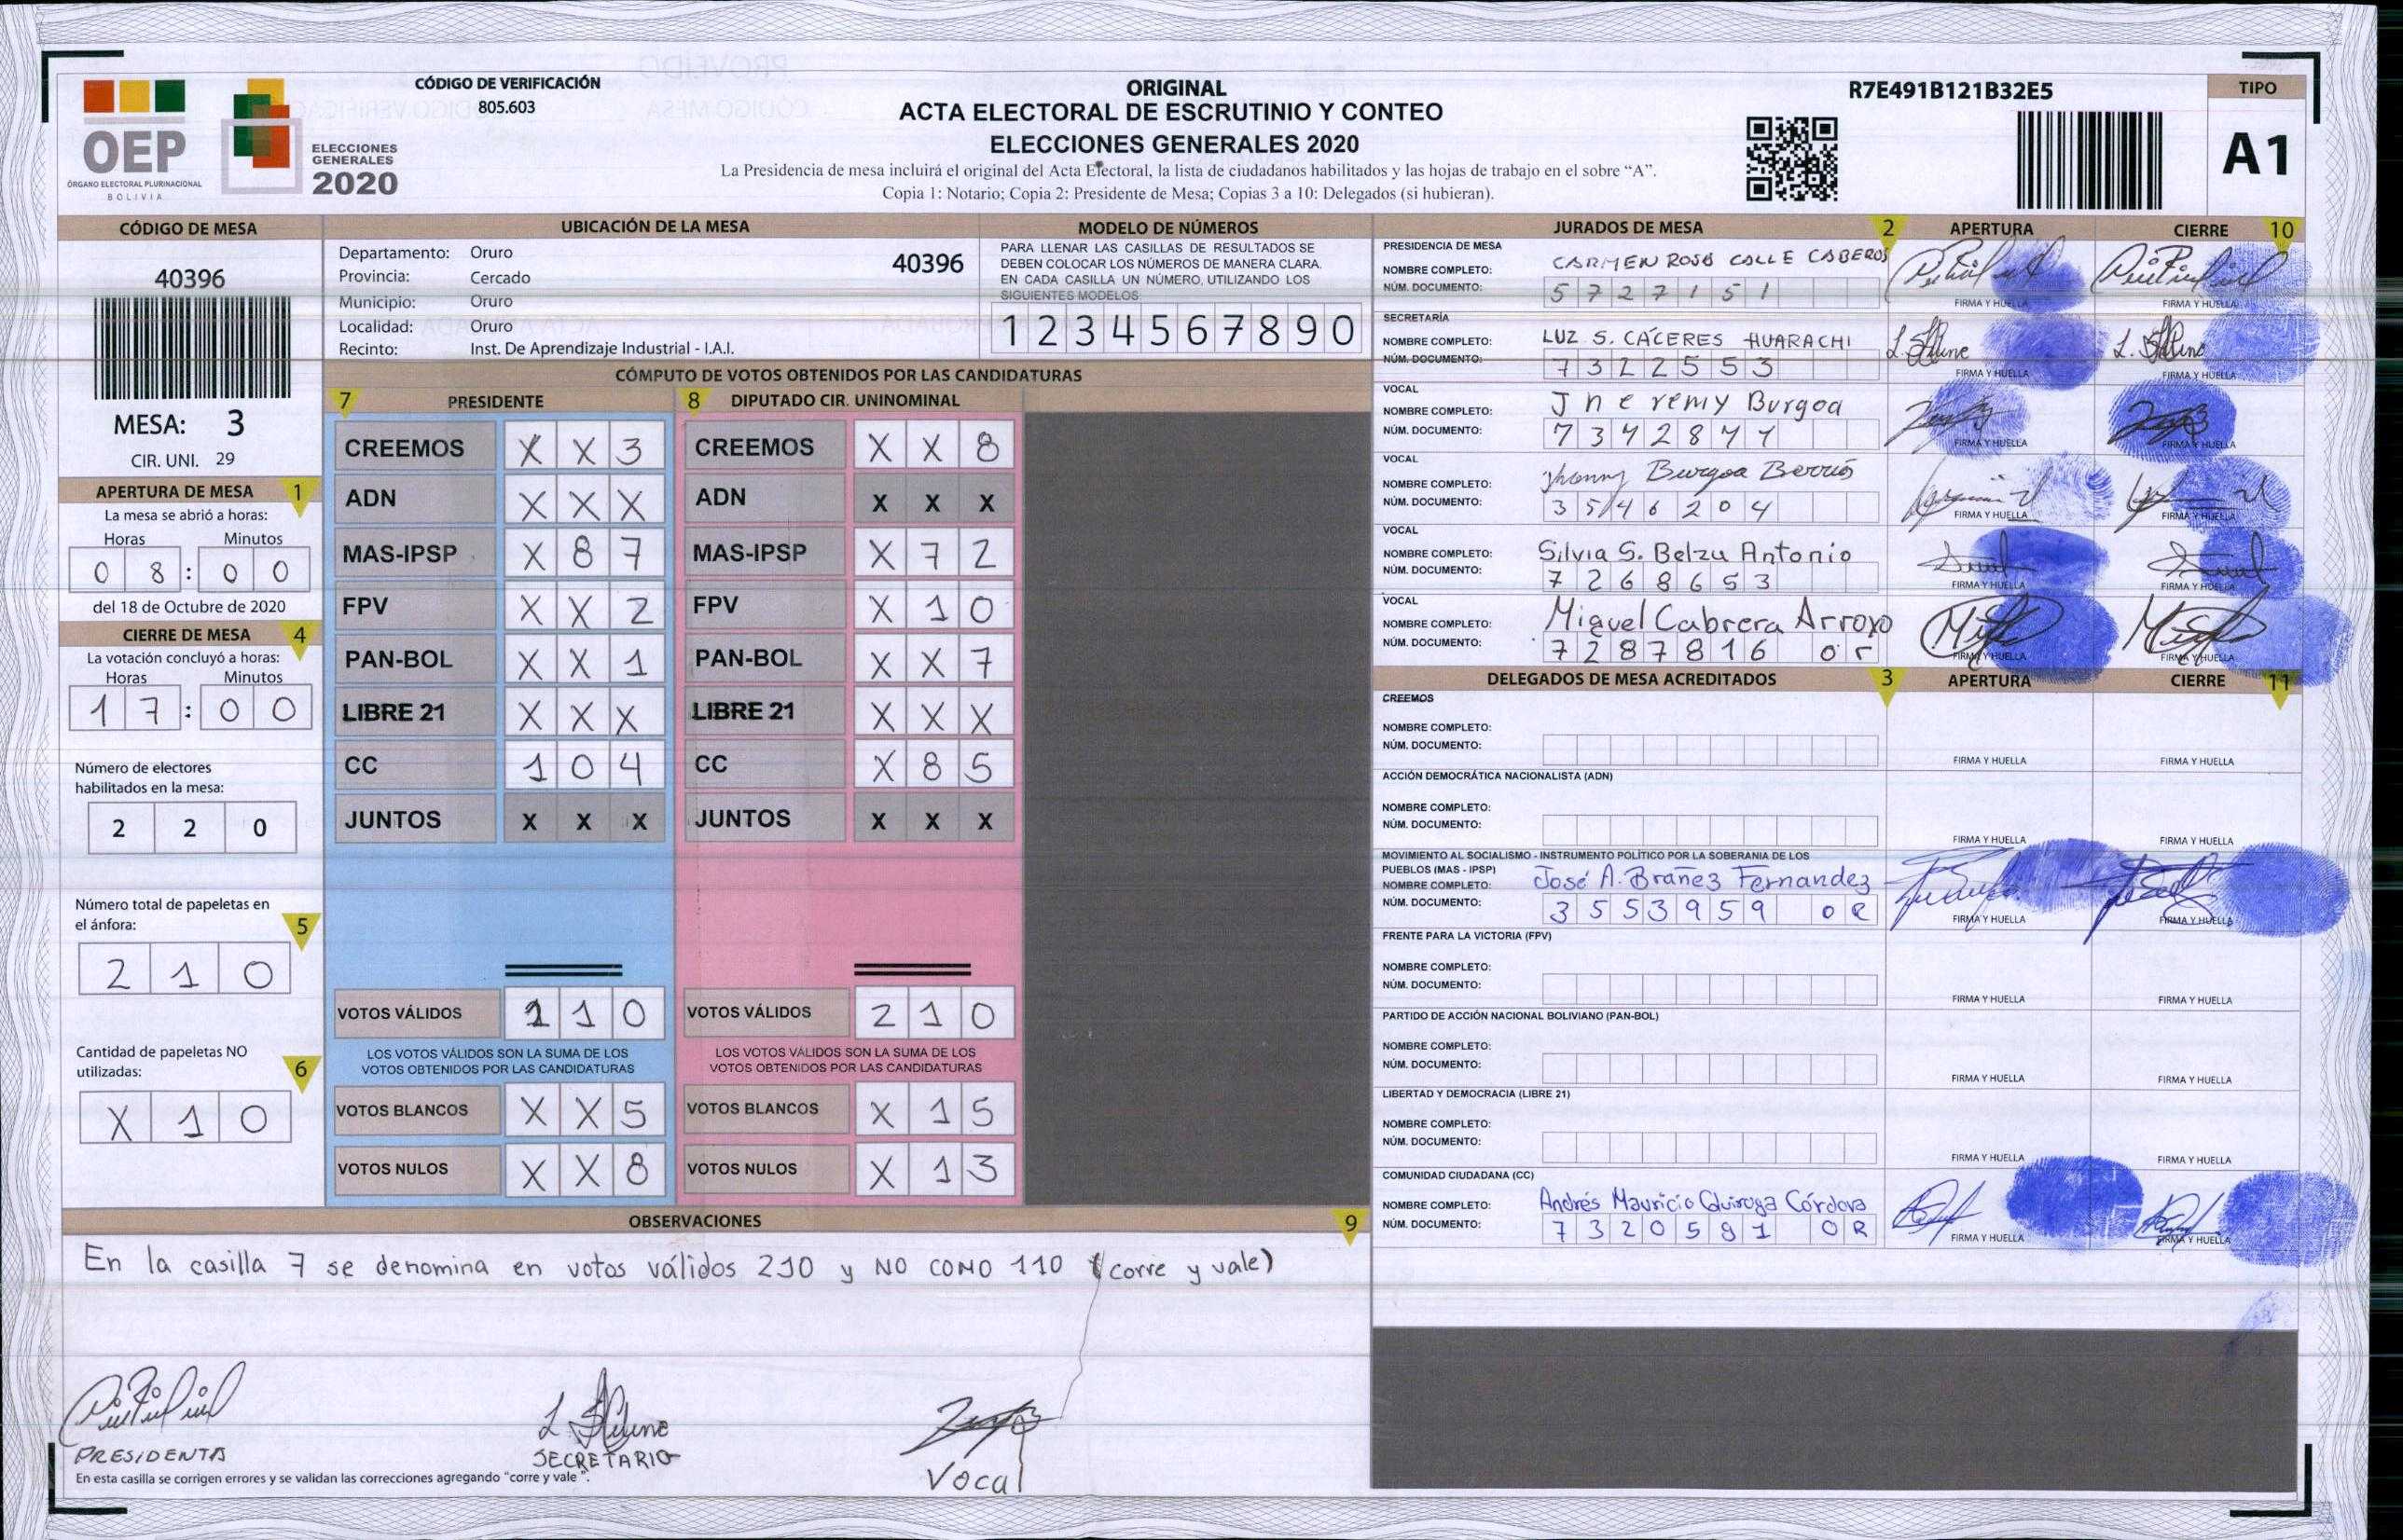 CÓDIGO DE VERIFICACIÓN
805.603
OEP
ÓRGANO ELECTORAL PLURINACIONAL
BOLIVIA
ELECCIONES
GENERALES
2020
ORIGINAL
ACTA ELECTORAL DE ESCRUTINIO Y CONTEO
ELECCIONES GENERALES 2020
La Presidencia de mesa incluirá el original del Acta Electoral, la lista de ciudadanos habilitados y las hojas de trabajo en el sobre “A”.
Copia 1: Notario; Copia 2: Presidente de Mesa; Copias 3 a 10: Delegados (si hubieran).
R7E491B121B32E5
TIPO
A1
CÓDIGO DE MESA
40396
MESA: 3
CIR. UNI. 29
APERTURA DE MESA 1
La mesa se abrió a horas:
Horas Minutos
0 8 : 0 0
del 18 de Octubre de 2020
CIERRE DE MESA 4
La votación concluyó a horas:
Horas Minutos
1 7 : 0 0
Número de electores
habilitados en la mesa:
2 2 0
Número total de papeletas en
el ánfora: 5
2 1 0
Cantidad de papeletas NO
utilizadas: 6
X 1 0
UBICACIÓN DE LA MESA
Departamento: Oruro
Provincia: Cercado
Municipio: Oruro
Localidad: Oruro
Recinto: Inst. De Aprendizaje Industrial - I.A.I.
40396
MODELO DE NÚMEROS
PARA LLENAR LAS CASILLAS DE RESULTADOS SE
DEBEN COLOCAR LOS NÚMEROS DE MANERA CLARA.
EN CADA CASILLA UN NÚMERO, UTILIZANDO LOS
SIGUIENTES MODELOS
1 2 3 4 5 6 7 8 9 0
CÓMPUTO DE VOTOS OBTENIDOS POR LAS CANDIDATURAS
7 PRESIDENTE
CREEMOS X X 3
ADN X X X
MAS-IPSP X 8 7
FPV X X 2
PAN-BOL X X 1
LIBRE 21 X X X
CC 1 0 4
JUNTOS X X X
VOTOS VÁLIDOS 2 1 0
LOS VOTOS VÁLIDOS SON LA SUMA DE LOS
VOTOS OBTENIDOS POR LAS CANDIDATURAS
VOTOS BLANCOS X X 5
VOTOS NULOS X X 8
8 DIPUTADO CIR. UNINOMINAL
CREEMOS X X 8
ADN X X X
MAS-IPSP X 7 2
FPV X 1 0
PAN-BOL X X 7
LIBRE 21 X X X
CC X 8 5
JUNTOS X X X
VOTOS VÁLIDOS 2 1 0
LOS VOTOS VÁLIDOS SON LA SUMA DE LOS
VOTOS OBTENIDOS POR LAS CANDIDATURAS
VOTOS BLANCOS X 1 5
VOTOS NULOS X 1 3
OBSERVACIONES 9
En la casilla 7 se denomina en votos válidos 210 y NO COMO 110 (corre y vale)
PRESIDENTA
SECRETARIO
Vocal
En esta casilla se corrigen errores y se validan las correcciones agregando “corre y vale”.
JURADOS DE MESA 2 APERTURA CIERRE 10
PRESIDENCIA DE MESA
NOMBRE COMPLETO: CARMEN ROSA CALLE CABEROS
NÚM. DOCUMENTO: 5 7 2 7 1 5 1
FIRMA Y HUELLA FIRMA Y HUELLA
SECRETARÍA
NOMBRE COMPLETO: LUZ S. CÁCERES HUARACHI
NÚM. DOCUMENTO: 7 3 2 2 5 5 3
FIRMA Y HUELLA FIRMA Y HUELLA
VOCAL
NOMBRE COMPLETO: Jneremy Burgoa
NÚM. DOCUMENTO:
FIRMA Y HUELLA FIRMA Y HUELLA
VOCAL
NOMBRE COMPLETO: Jhanny Burgoa Berrios
NÚM. DOCUMENTO: 3 5 4 6 2 0 4
FIRMA Y HUELLA FIRMA Y HUELLA
VOCAL
NOMBRE COMPLETO: Silvia S. Belzu Antonio
NÚM. DOCUMENTO: 7 2 6 8 6 5 3
FIRMA Y HUELLA FIRMA Y HUELLA
VOCAL
NOMBRE COMPLETO: Miguel Cabrera Arroyo
NÚM. DOCUMENTO: 7 2 8 7 8 1 6 o r
FIRMA Y HUELLA FIRMA Y HUELLA
DELEGADOS DE MESA ACREDITADOS 3 APERTURA CIERRE 11
CREEMOS
NOMBRE COMPLETO:
NÚM. DOCUMENTO:
FIRMA Y HUELLA FIRMA Y HUELLA
ACCIÓN DEMOCRÁTICA NACIONALISTA (ADN)
NOMBRE COMPLETO:
NÚM. DOCUMENTO:
FIRMA Y HUELLA FIRMA Y HUELLA
MOVIMIENTO AL SOCIALISMO - INSTRUMENTO POLÍTICO POR LA SOBERANIA DE LOS
PUEBLOS (MAS - IPSP)
NOMBRE COMPLETO: José A. Brañez Fernandez
NÚM. DOCUMENTO: 3 5 5 3 9 5 9 O R
FIRMA Y HUELLA FIRMA Y HUELLA
FRENTE PARA LA VICTORIA (FPV)
NOMBRE COMPLETO:
NÚM. DOCUMENTO:
FIRMA Y HUELLA FIRMA Y HUELLA
PARTIDO DE ACCIÓN NACIONAL BOLIVIANO (PAN-BOL)
NOMBRE COMPLETO:
NÚM. DOCUMENTO:
FIRMA Y HUELLA FIRMA Y HUELLA
LIBERTAD Y DEMOCRACIA (LIBRE 21)
NOMBRE COMPLETO:
NÚM. DOCUMENTO:
FIRMA Y HUELLA FIRMA Y HUELLA
COMUNIDAD CIUDADANA (CC)
NOMBRE COMPLETO: Andrés Mauricio Quiroga Córdova
NÚM. DOCUMENTO: 7 3 2 0 5 9 1 O R
FIRMA Y HUELLA FIRMA Y HUELLA